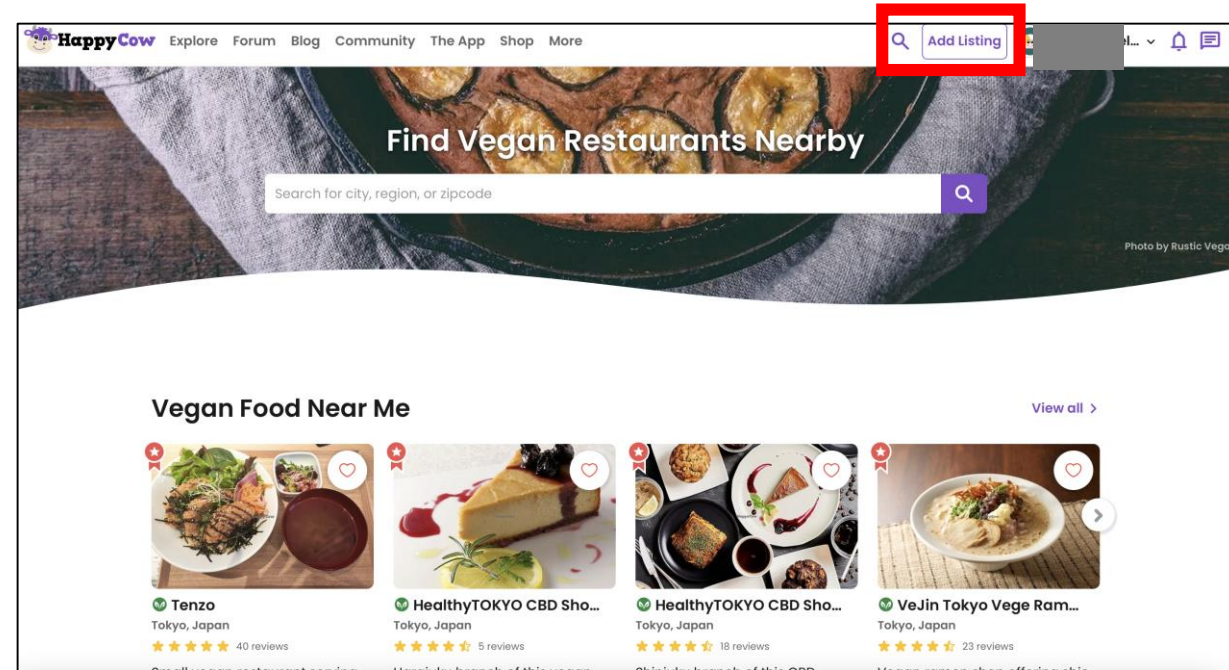 HappyCow Explore Forum Blog Community The App Shop More Add Listing
Find Vegan Restaurants Nearby
Search for city, region, or zipcode
Photo by Rustic Vega
Vegan Food Near Me
View all >
Tenzo
Tokyo, Japan
40 reviews
HealthyTOKYO CBD Sho...
Tokyo, Japan
5 reviews
HealthyTOKYO CBD Sho...
Tokyo, Japan
18 reviews
VeJin Tokyo Vege Ram...
Tokyo, Japan
23 reviews